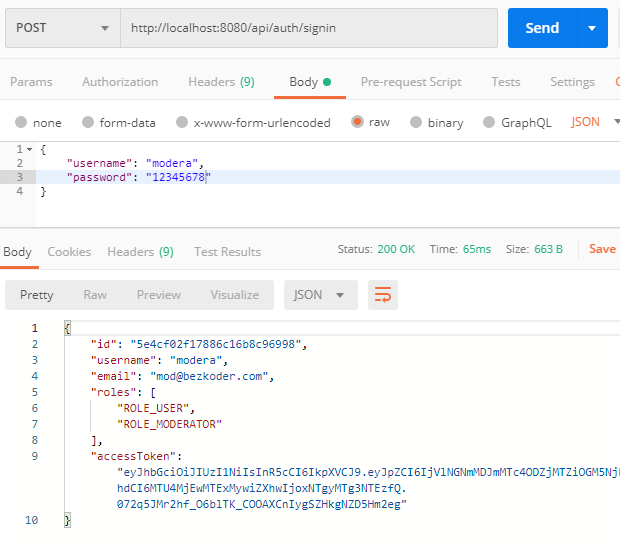 POST http://localhost:8080/api/auth/signin Send
Params Authorization Headers (9) Body Pre-request Script Tests Settings
none form-data x-www-form-urlencoded raw binary GraphQL JSON
1 {
2 "username": "modera",
3 "password": "12345678"
4 }
Body Cookies Headers (9) Test Results Status: 200 OK Time: 65ms Size: 663 B Save
Pretty Raw Preview Visualize JSON
1 {
2 "id": "5e4cf02f17886c16b8c96998",
3 "username": "modera",
4 "email": "mod@bezkoder.com",
5 "roles": [
6 "ROLE_USER",
7 "ROLE_MODERATOR"
8 ],
9 "accessToken":
10 }